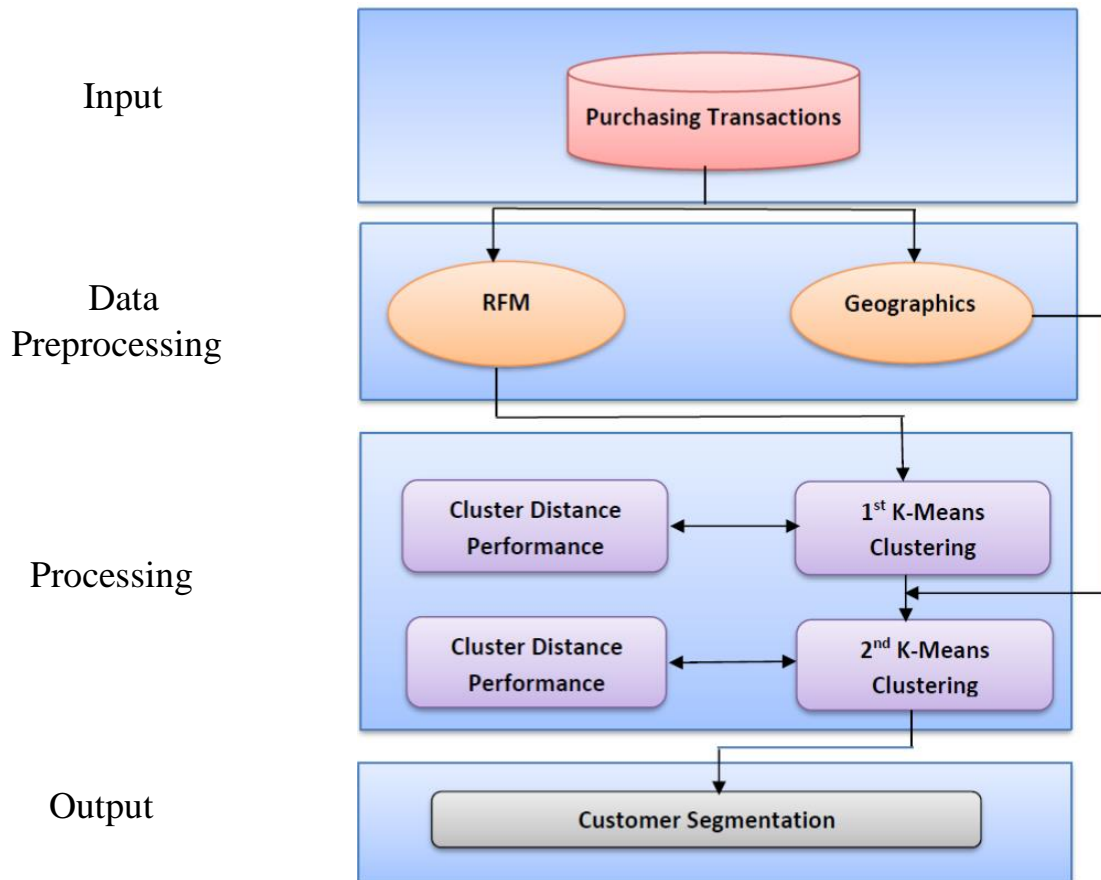 Input
Purchasing Transactions
Data
Preprocessing
RFM
Geographics
Processing
Cluster Distance
Performance
1st K-Means
Clustering
Cluster Distance
Performance
2nd K-Means
Clustering
Output
Customer Segmentation